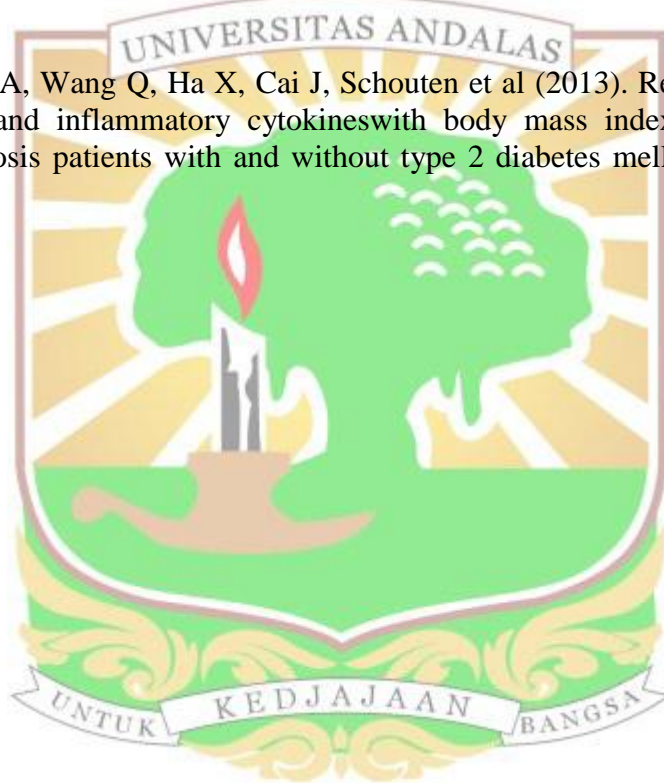 UNIVERSITAS ANDALAS
A, Wang Q, Ha X, Cai J, Schouten et al (2013). Re
and inflammatory cytokineswith body mass index
osis patients with and without type 2 diabetes mell
UNTUK KEDJAJAAN BANGSA